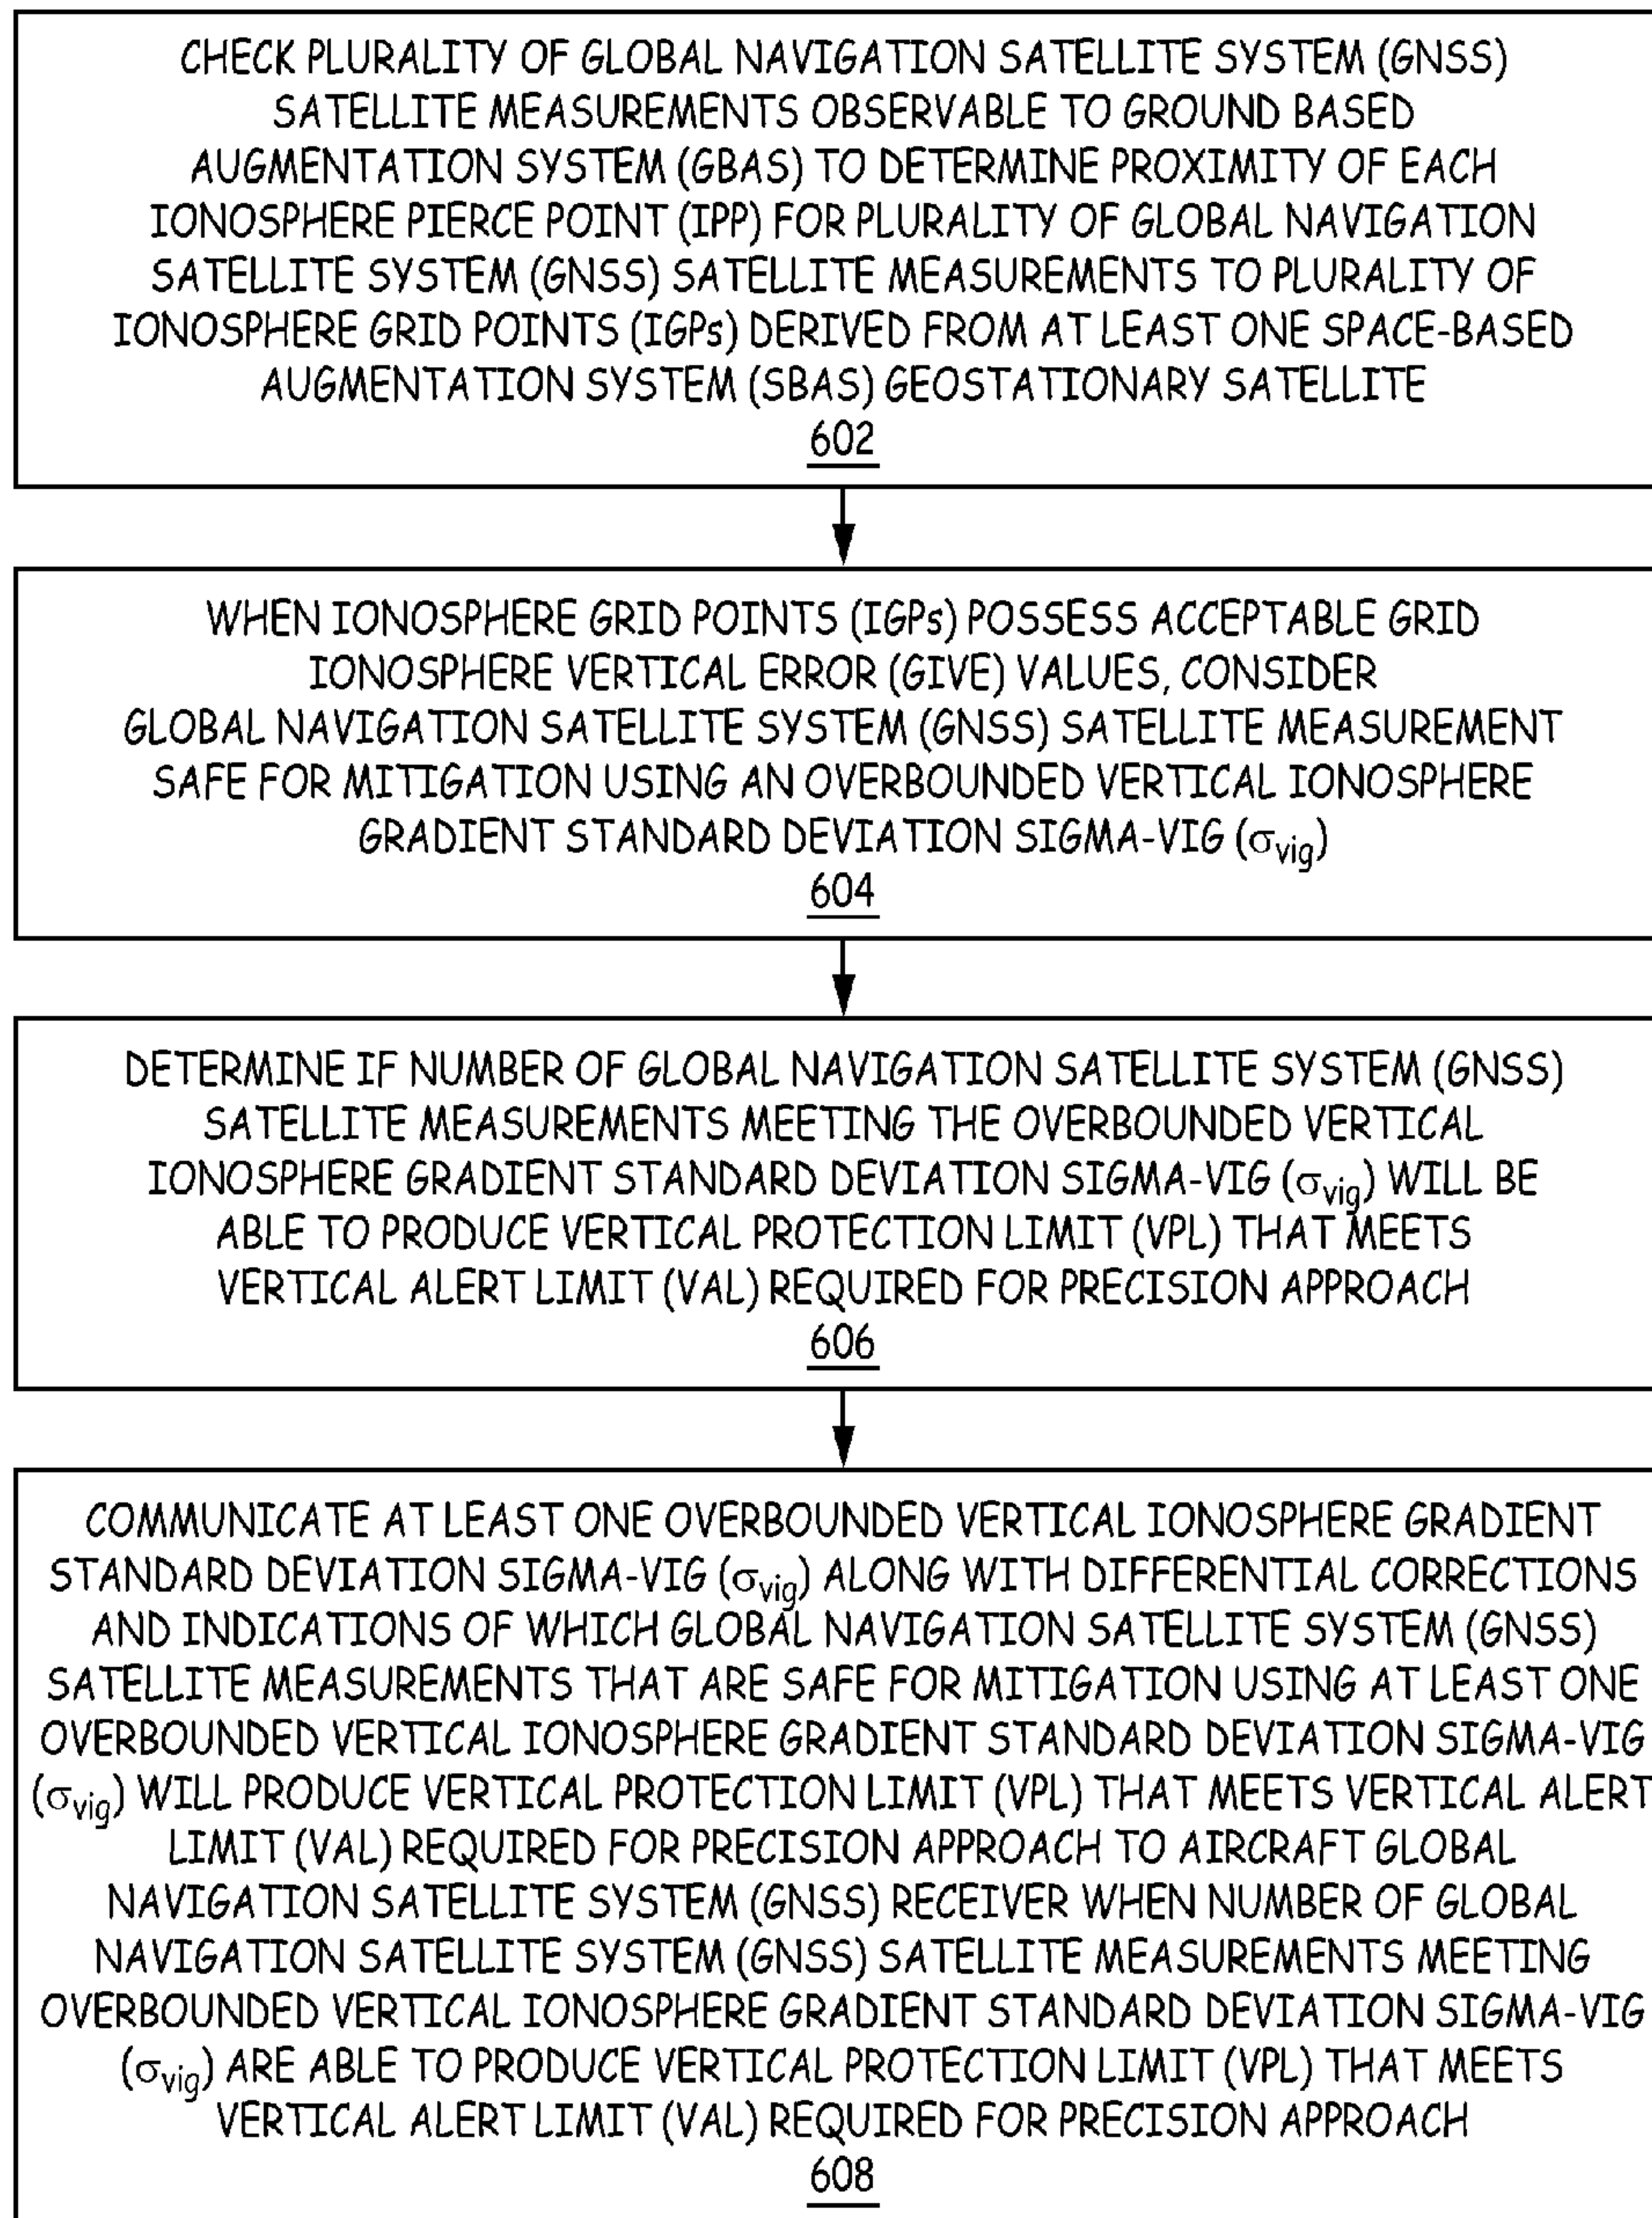 CHECK PLURALITY OF GLOBAL NAVIGATION SATELLITE SYSTEM (GNSS)
SATELLITE MEASUREMENTS OBSERVABLE TO GROUND BASED
AUGMENTATION SYSTEM (GBAS) TO DETERMINE PROXIMITY OF EACH
IONOSPHERE PIERCE POINT (IPP) FOR PLURALITY OF GLOBAL NAVIGATION
SATELLITE SYSTEM (GNSS) SATELLITE MEASUREMENTS TO PLURALITY OF
IONOSPHERE GRID POINTS (IGPs) DERIVED FROM AT LEAST ONE SPACE-BASED
AUGMENTATION SYSTEM (SBAS) GEOSTATIONARY SATELLITE
602
WHEN IONOSPHERE GRID POINTS (IGPs) POSSESS ACCEPTABLE GRID
IONOSPHERE VERTICAL ERROR (GIVE) VALUES, CONSIDER
GLOBAL NAVIGATION SATELLITE SYSTEM (GNSS) SATELLITE MEASUREMENT
SAFE FOR MITIGATION USING AN OVERBOUNDED VERTICAL IONOSPHERE
GRADIENT STANDARD DEVIATION SIGMA-VIG (σvig)
604
DETERMINE IF NUMBER OF GLOBAL NAVIGATION SATELLITE SYSTEM (GNSS)
SATELLITE MEASUREMENTS MEETING THE OVERBOUNDED VERTICAL
IONOSPHERE GRADIENT STANDARD DEVIATION SIGMA-VIG (σvig) WILL BE
ABLE TO PRODUCE VERTICAL PROTECTION LIMIT (VPL) THAT MEETS
VERTICAL ALERT LIMIT (VAL) REQUIRED FOR PRECISION APPROACH
606
COMMUNICATE AT LEAST ONE OVERBOUNDED VERTICAL IONOSPHERE GRADIENT
STANDARD DEVIATION SIGMA-VIG (σvig) ALONG WITH DIFFERENTIAL CORRECTIONS
AND INDICATIONS OF WHICH GLOBAL NAVIGATION SATELLITE SYSTEM (GNSS)
SATELLITE MEASUREMENTS THAT ARE SAFE FOR MITIGATION USING AT LEAST ONE
OVERBOUNDED VERTICAL IONOSPHERE GRADIENT STANDARD DEVIATION SIGMA-VIG
(σvig) WILL PRODUCE VERTICAL PROTECTION LIMIT (VPL) THAT MEETS VERTICAL ALERT
LIMIT (VAL) REQUIRED FOR PRECISION APPROACH TO AIRCRAFT GLOBAL
NAVIGATION SATELLITE SYSTEM (GNSS) RECEIVER WHEN NUMBER OF GLOBAL
NAVIGATION SATELLITE SYSTEM (GNSS) SATELLITE MEASUREMENTS MEETING
OVERBOUNDED VERTICAL IONOSPHERE GRADIENT STANDARD DEVIATION SIGMA-VIG
(σvig) ARE ABLE TO PRODUCE VERTICAL PROTECTION LIMIT (VPL) THAT MEETS
VERTICAL ALERT LIMIT (VAL) REQUIRED FOR PRECISION APPROACH
608